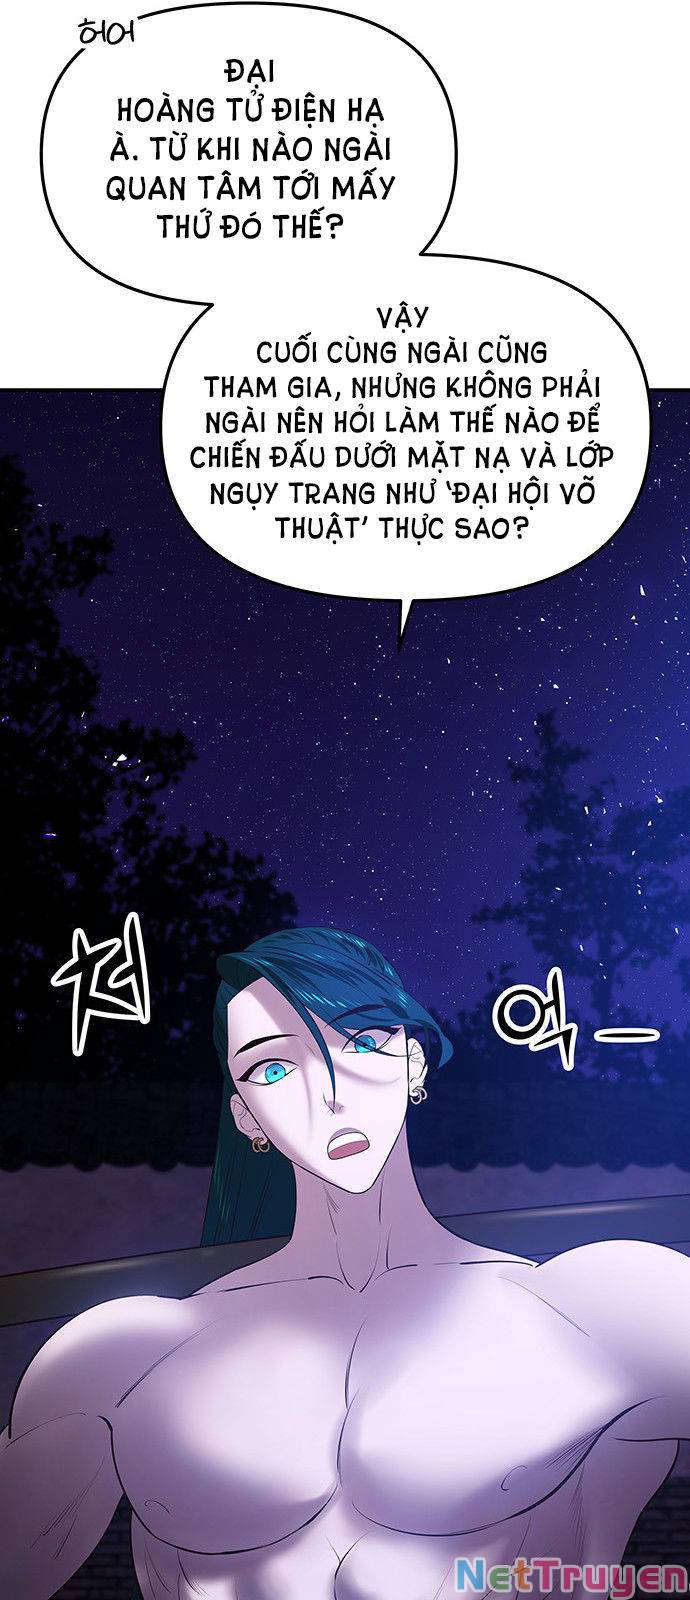 허어
ĐẠI
HOÀNG TỬ ĐIỆN HẠ
À. TỪ KHI NÀO NGÀI
QUAN TÂM TỚI MẤY
THỨ ĐÓ THẾ?
VẬY
CUỐI CÙNG NGÀI CŨNG
THAM GIA, NHƯNG KHÔNG PHẢI
NGÀI NÊN HỎI LÀM THẾ NÀO ĐỂ
CHIẾN ĐẤU DƯỚI MẶT NẠ VÀ LỚP
NGỤY TRANG NHƯ ‘ĐẠI HỘI VÕ
THUẬT’ THỰC SAO?
쩌
억-
NetTruyen